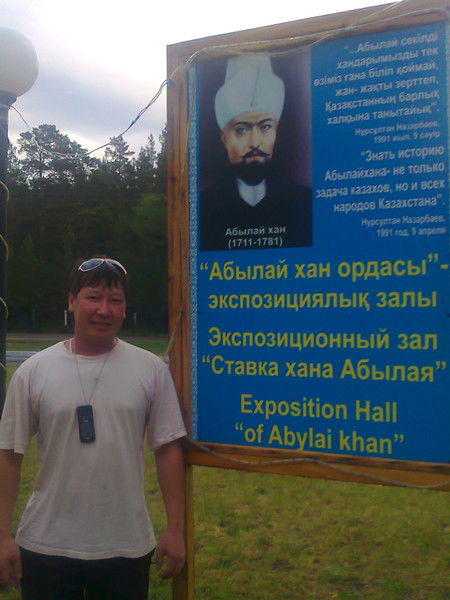 "...Абылай секілді
хандарымызды тек
өзіміз ғана біліп қоймай,
жан- жақты зерттеп,
Қазақстанның барлық
халқына танытайық".
Нурсултан Назарбаев,
1991 жыл, 9 сәуір
"Знать историю
Абылайхана- не только
задача казахов, но и всех
народов Казахстана".
Нурсултан Назарбаев,
1991 год, 9 апреля
Абылай хан
(1711-1781)
"Абылай хан ордасы"-
экспозициялық залы
Экспозиционный зал
"Ставка хана Абылая"
Exposition Hall
"of Abylai khan"